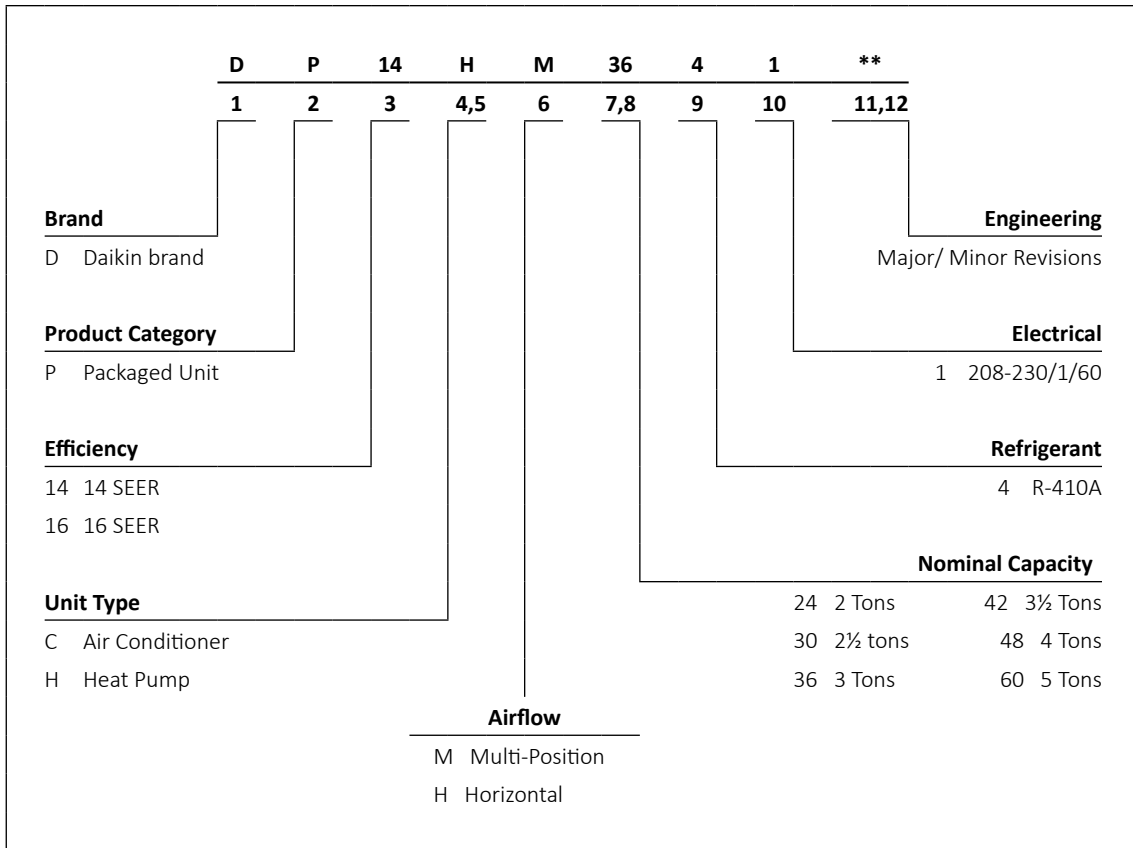 D P 14 H M 36 4 1 **
1 2 3 4,5 6 7,8 9 10 11,12
Brand
D Daikin brand
Product Category
P Packaged Unit
Efficiency
14 14 SEER
16 16 SEER
Unit Type
C Air Conditioner
H Heat Pump
Airflow
M Multi-Position
H Horizontal
Engineering
Major/ Minor Revisions
Electrical
1 208-230/1/60
Refrigerant
4 R-410A
Nominal Capacity
24 2 Tons 42 3½ Tons
30 2½ tons 48 4 Tons
36 3 Tons 60 5 Tons